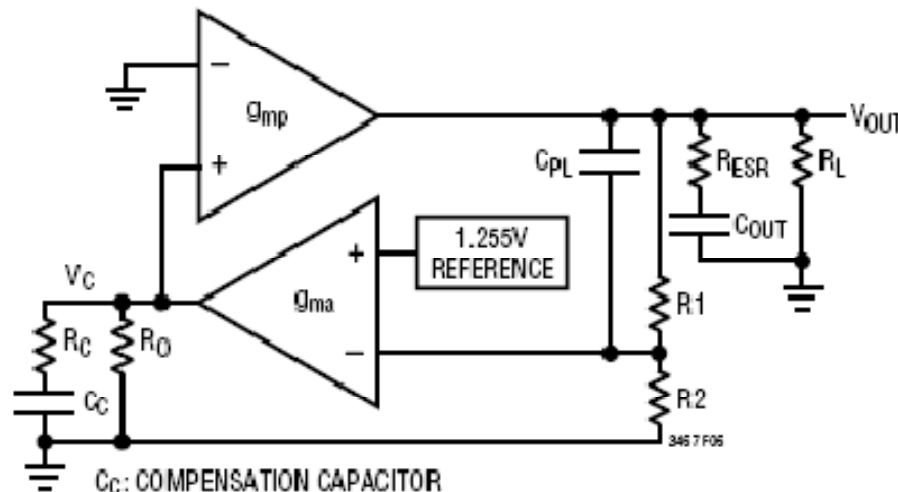 −
gmp
+
VOUT
CPL
RESR
RL
COUT
1.255V
REFERENCE
+
gma
−
VC
RC
RO
CC
R1
R2
3467 F06
CC: COMPENSATION CAPACITOR